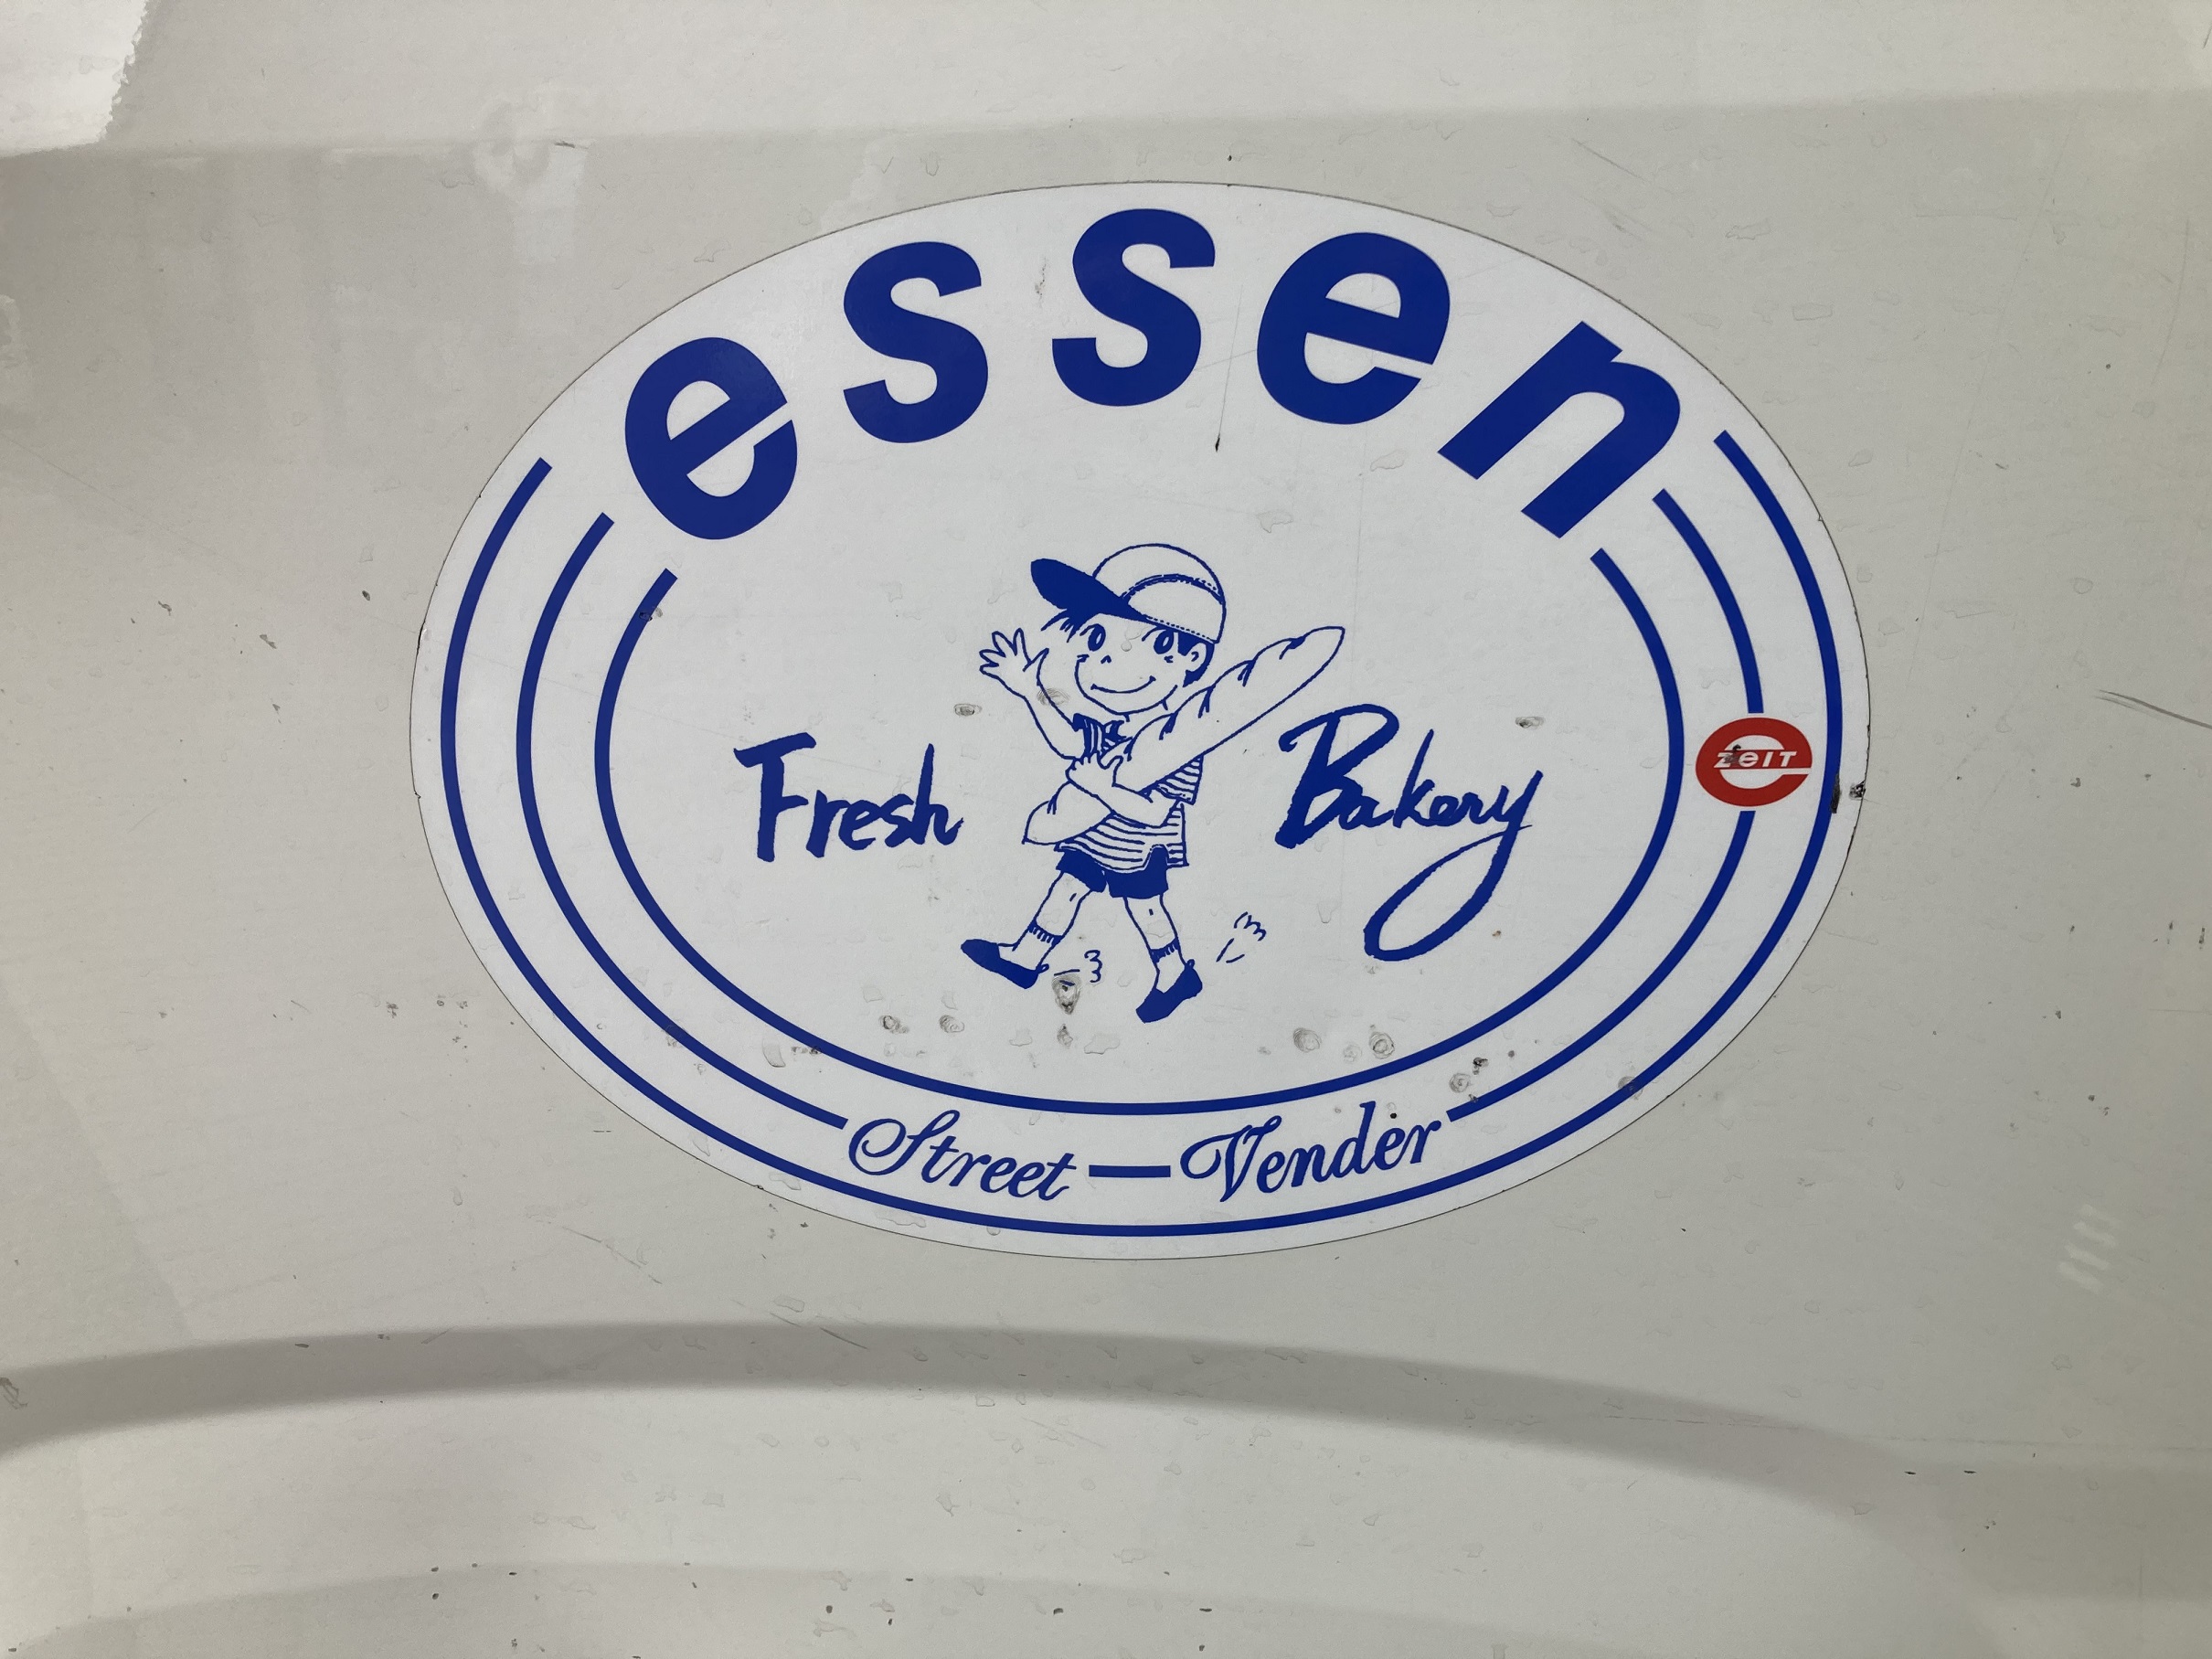 essen
Fresh Bakery
ZeIT
Street — Vender